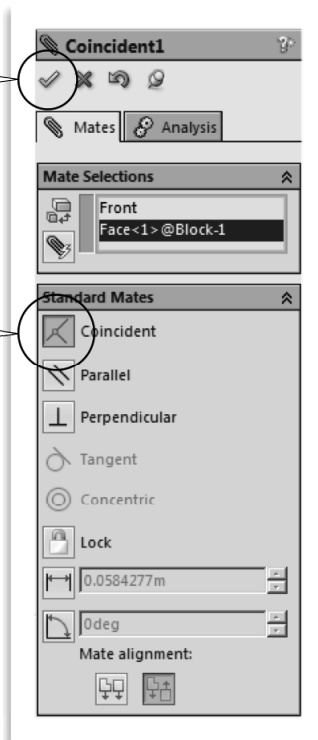 Coincident1
Mates Analysis
Mate Selections
Front
Face<1>@Block-1
Standard Mates
Coincident
Parallel
Perpendicular
Tangent
Concentric
Lock
0.0584277m
0deg
Mate alignment: